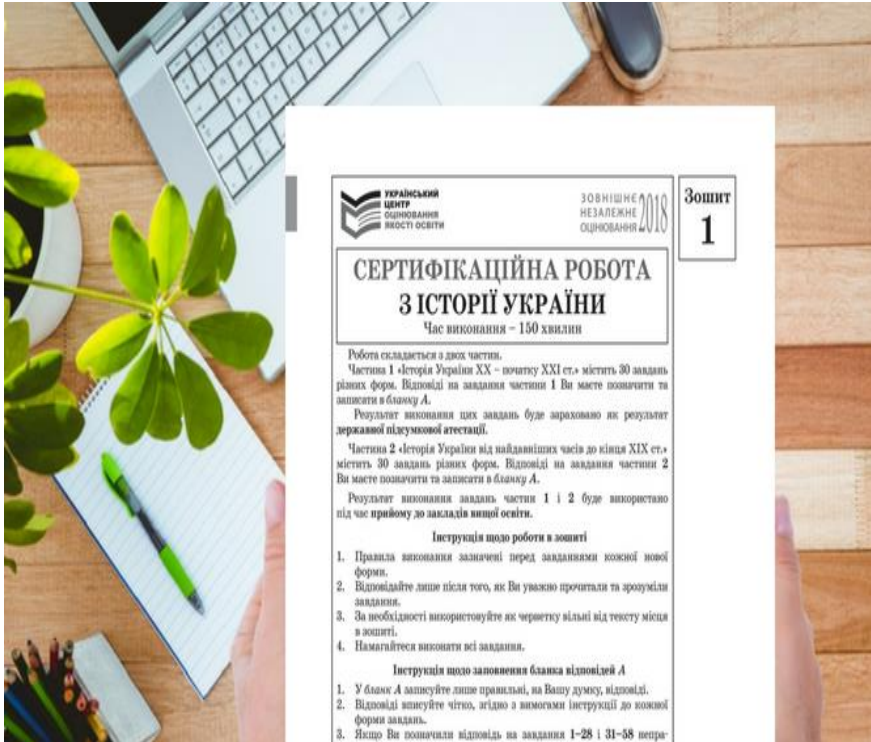 УКРАЇНСЬКИЙ
ЦЕНТР
ОЦІНЮВАННЯ
ЯКОСТІ ОСВІТИ
ЗОВНІШНЄ
НЕЗАЛЕЖНЕ
ОЦІНЮВАННЯ 2018
Зошит
1
СЕРТИФІКАЦІЙНА РОБОТА
З ІСТОРІЇ УКРАЇНИ
Час виконання – 150 хвилин
Робота складається з двох частин.
Частина 1 «Історія України ХХ – початку ХХІ ст.» містить 30 завдань
різних форм. Відповіді на завдання частини 1 Ви маєте позначити та
записати в бланку А.
Результат виконання цих завдань буде зараховано як результат
державної підсумкової атестації.
Частина 2 «Історія України від найдавніших часів до кінця ХІХ ст.»
містить 30 завдань різних форм. Відповіді на завдання частини 2
Ви маєте позначити та записати в бланку А.
Результат виконання завдань частин 1 і 2 буде використано
під час прийому до закладів вищої освіти.
Інструкція щодо роботи в зошиті
1. Правила виконання зазначені перед завданнями кожної нової
форми.
2. Відповідайте лише після того, як Ви уважно прочитали та зрозуміли
завдання.
3. За необхідності використовуйте як чернетку вільні від тексту місця
в зошиті.
4. Намагайтеся виконати всі завдання.
Інструкція щодо заповнення бланка відповідей А
1. У бланк А записуйте лише правильні, на Вашу думку, відповіді.
2. Відповіді вписуйте чітко, згідно з вимогами інструкції до кожної
форми завдань.
3. Якщо Ви позначили відповідь на завдання 1–28 і 31–58 непра-